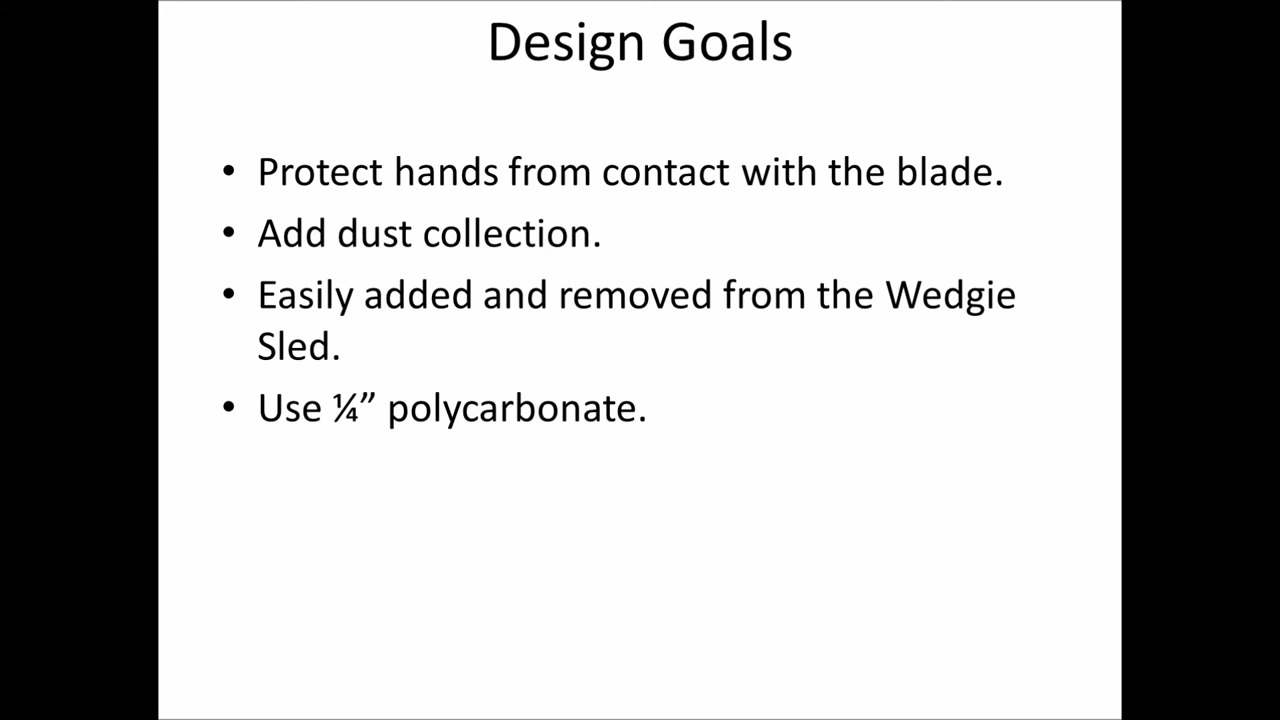 Design Goals
• Protect hands from contact with the blade.
• Add dust collection.
• Easily added and removed from the Wedgie
Sled.
• Use ¼” polycarbonate.